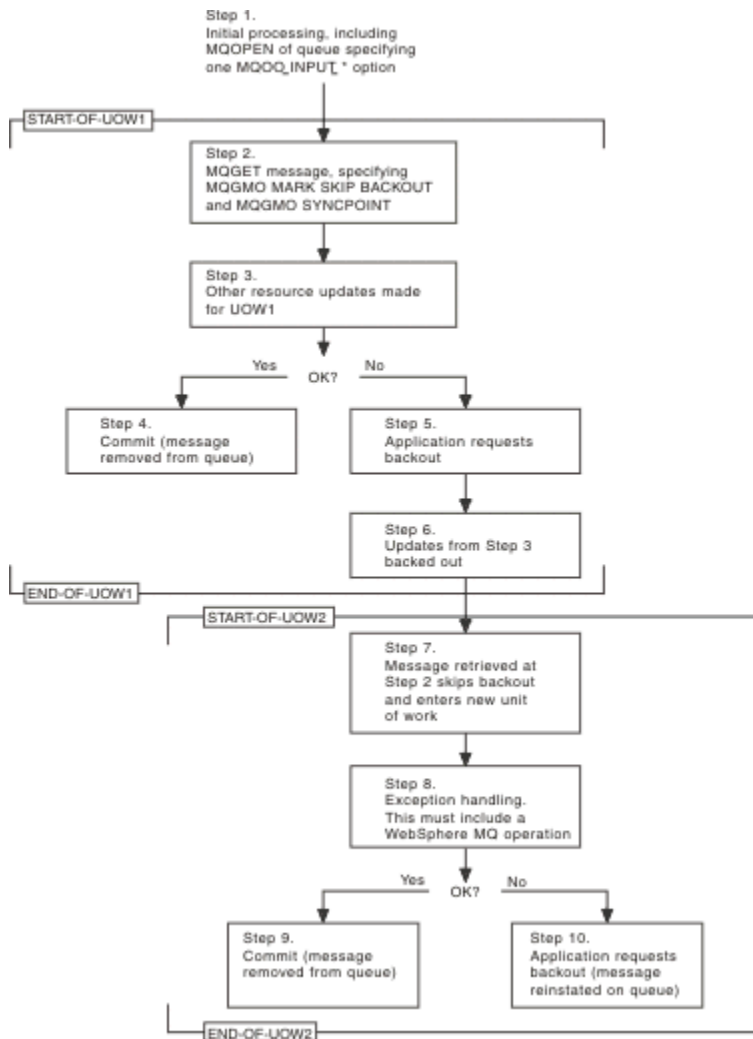 Step 1.
Initial processing, including
MQOPEN of queue specifying
one MQOO_INPUT_* option
START-OF-UOW1
Step 2.
MQGET message, specifying
MQGMO MARK SKIP BACKOUT
and MQGMO SYNCPOINT
Step 3.
Other resource updates made
for UOW1
Yes
OK?
No
Step 4.
Commit (message
removed from queue)
Step 5.
Application requests
backout
Step 6.
Updates from Step 3
backed out
END-OF-UOW1
START-OF-UOW2
Step 7.
Message retrieved at
Step 2 skips backout
and enters new unit
of work
Step 8.
Exception handling.
This must include a
WebSphere MQ operation
Yes
OK?
No
Step 9.
Commit (message
removed from queue)
Step 10.
Application requests
backout (message
reinstated on queue)
END-OF-UOW2